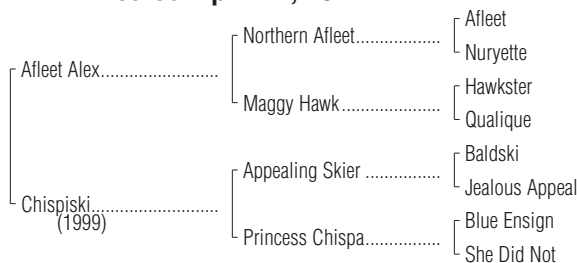 Afleet
Northern Afleet....................
Nuryette
Afleet Alex............................
Hawkster
Maggy Hawk.......................
Qualique
Baldski
Appealing Skier .................
Jealous Appeal
Chispiski..............................
(1999)
Blue Ensign
Princess Chispa.................
She Did Not